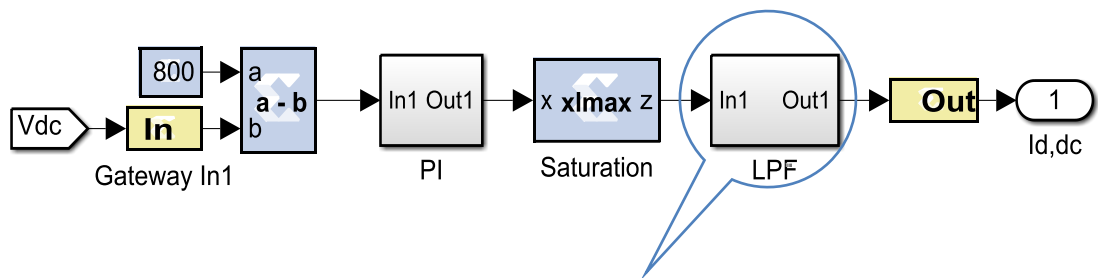 800
a
Vdc
In
a - b
b
Gateway In1
In1 Out1
PI
x xlmax z
Saturation
In1 Out1
LPF
Out
1
Id,dc